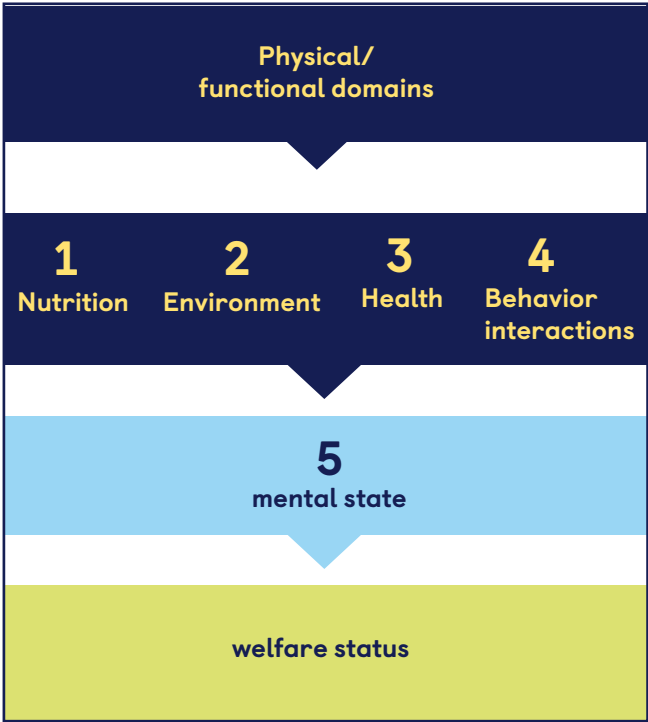 Physical/
functional domains
1
Nutrition
2
Environment
3
Health
4
Behavior
interactions
5
mental state
welfare status